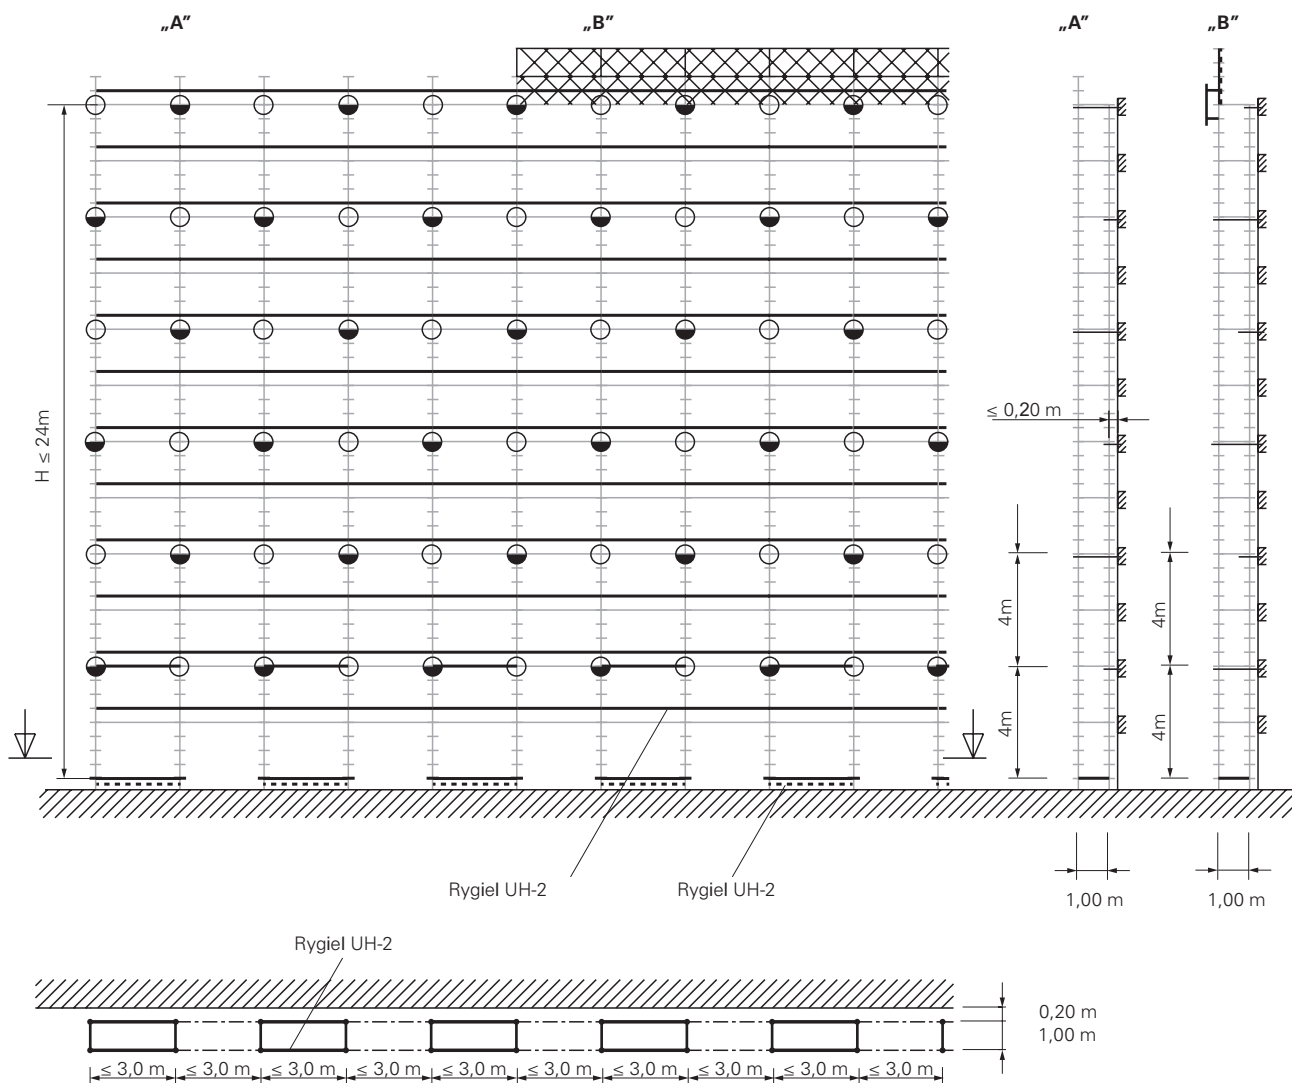 „A” „B” „A” „B”
H ≤ 24m
≤ 0,20 m
4m
4m
4m
4m
Rygiel UH-2 Rygiel UH-2
1,00 m 1,00 m
Rygiel UH-2
0,20 m
1,00 m
≤ 3,0 m ≤ 3,0 m ≤ 3,0 m ≤ 3,0 m ≤ 3,0 m ≤ 3,0 m ≤ 3,0 m ≤ 3,0 m ≤ 3,0 m ≤ 3,0 m